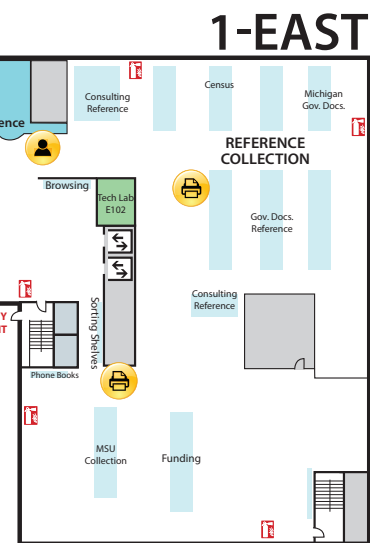 1-EAST
Consulting
Reference
Census
Michigan
Gov. Docs.
ence
REFERENCE
COLLECTION
Browsing
Tech Lab
E102
Gov. Docs.
Reference
Consulting
Reference
Sorting Shelves
Y
IT
Phone Books
MSU
Collection
Funding